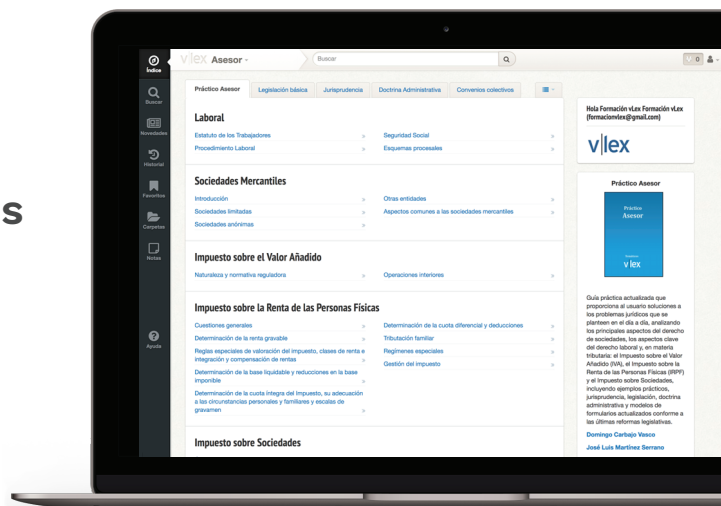 s
Índice
Buscar
Novedades
Historial
Favoritos
Carpetas
Notas
Ayuda
v|lex Asesor
Buscar
0
Práctico Asesor
Legislación básica
Jurisprudencia
Doctrina Administrativa
Convenios colectivos
Laboral
Estatuto de los Trabajadores »
Procedimiento Laboral »
Seguridad Social »
Esquemas procesales »
Sociedades Mercantiles
Introducción »
Sociedades limitadas »
Sociedades anónimas »
Otras entidades »
Aspectos comunes a las sociedades mercantiles »
Impuesto sobre el Valor Añadido
Naturaleza y normativa reguladora »
Operaciones interiores »
Impuesto sobre la Renta de las Personas Físicas
Cuestiones generales »
Determinación de la renta gravable »
Reglas especiales de valoración del impuesto, clases de renta e
integración y compensación de rentas »
Determinación de la base liquidable y reducciones en la base
imponible »
Determinación de la cuota íntegra del Impuesto, su adecuación
a las circunstancias personales y familiares y escalas de
gravamen »
Determinación de la cuota diferencial y deducciones »
Tributación familiar »
Regímenes especiales »
Gestión del impuesto »
Impuesto sobre Sociedades
Hola Formación vLex Formación vLex
(formacionvlex@gmail.com)
v|lex
Práctico Asesor
Práctico
Asesor
v|lex
Guía práctica actualizada que
proporciona al usuario soluciones a
los problemas jurídicos que se
planteen en el día a día, analizando
los principales aspectos del derecho
de sociedades, los aspectos clave
del derecho laboral y, en materia
tributaria: el Impuesto sobre el Valor
Añadido (IVA), el Impuesto sobre la
Renta de las Personas Físicas (IRPF)
y el Impuesto sobre Sociedades,
incluyendo ejemplos prácticos,
jurisprudencia, legislación, doctrina
administrativa y modelos de
formularios actualizados conforme a
las últimas reformas legislativas.
Domingo Carbajo Vasco
José Luis Martínez Serrano